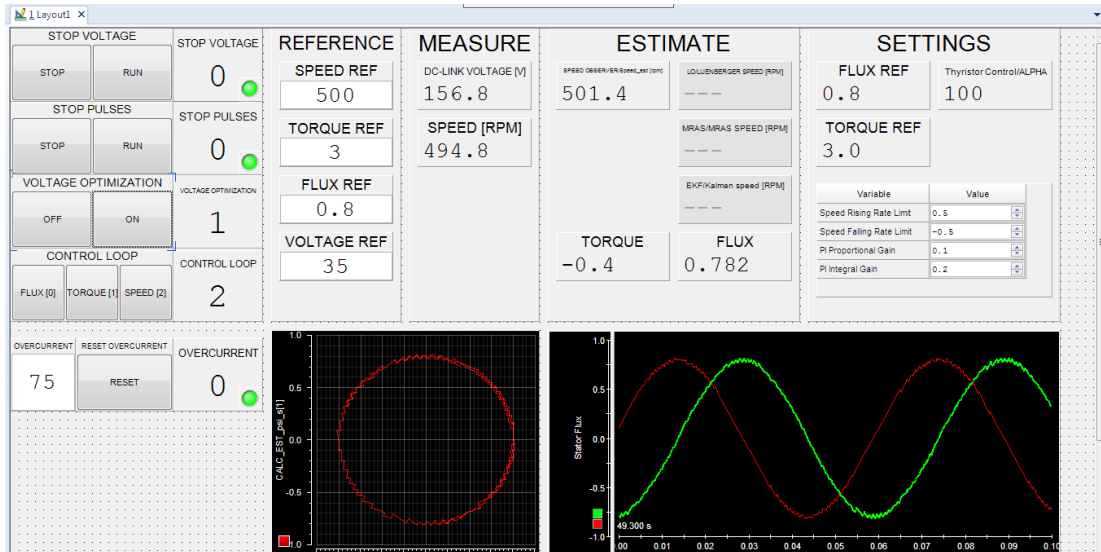 1 Layout1
STOP VOLTAGE
STOP
RUN
STOP VOLTAGE
0
STOP PULSES
STOP
RUN
STOP PULSES
0
VOLTAGE OPTIMIZATION
OFF
ON
VOLTAGE OPTIMIZATION
1
CONTROL LOOP
FLUX [0]
TORQUE [1]
SPEED [2]
CONTROL LOOP
2
OVERCURRENT
75
RESET OVERCURRENT
RESET
OVERCURRENT
0
REFERENCE
SPEED REF
500
TORQUE REF
3
FLUX REF
0.8
VOLTAGE REF
35
MEASURE
DC-LINK VOLTAGE [V]
156.8
SPEED [RPM]
494.8
ESTIMATE
SPEED OBSERVER/Speed_est [rpm]
501.4
LO/LUENBERGER SPEED [RPM]
---
MRAS/MRAS SPEED [RPM]
---
EKF/Kalman speed [RPM]
---
TORQUE
-0.4
FLUX
0.782
SETTINGS
FLUX REF
0.8
Thyristor Control/ALPHA
100
TORQUE REF
3.0
Variable Value
Speed Rising Rate Limit 0.5
Speed Falling Rate Limit -0.5
PI Proportional Gain 0.1
PI Integral Gain 0.2
CALC_EST_psi_s[1]
1.0
0.5
0.0
-0.5
-1.0
Stator Flux
1.0
0.5
0.0
-0.5
-1.0
49.300 s
.00 0.01 0.02 0.03 0.04 0.05 0.06 0.07 0.08 0.09 0.10